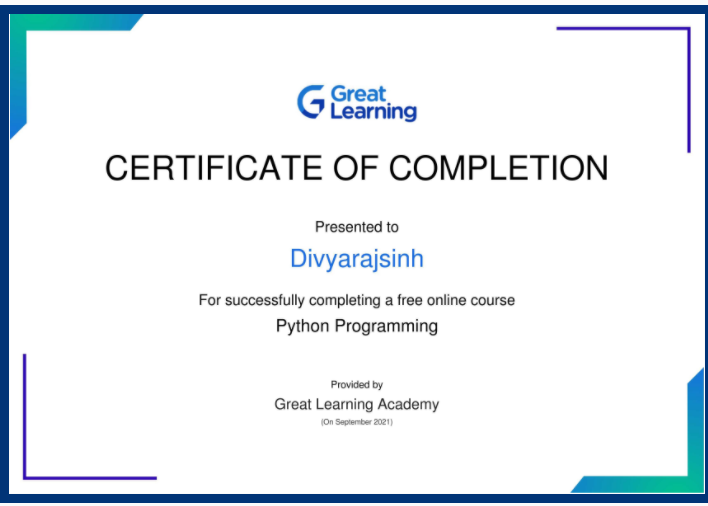 Great
Learning
CERTIFICATE OF COMPLETION
Presented to
Divyarajsinh
For successfully completing a free online course
Python Programming
Provided by
Great Learning Academy
(On September 2021)